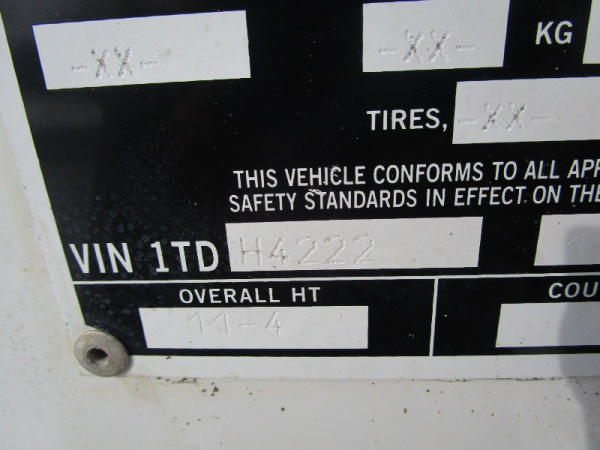 -XX- -XX- KG
TIRES, -XX-
THIS VEHICLE CONFORMS TO ALL APP
SAFETY STANDARDS IN EFFECT ON THE
VIN 1TD H4222
OVERALL HT COU
11-4